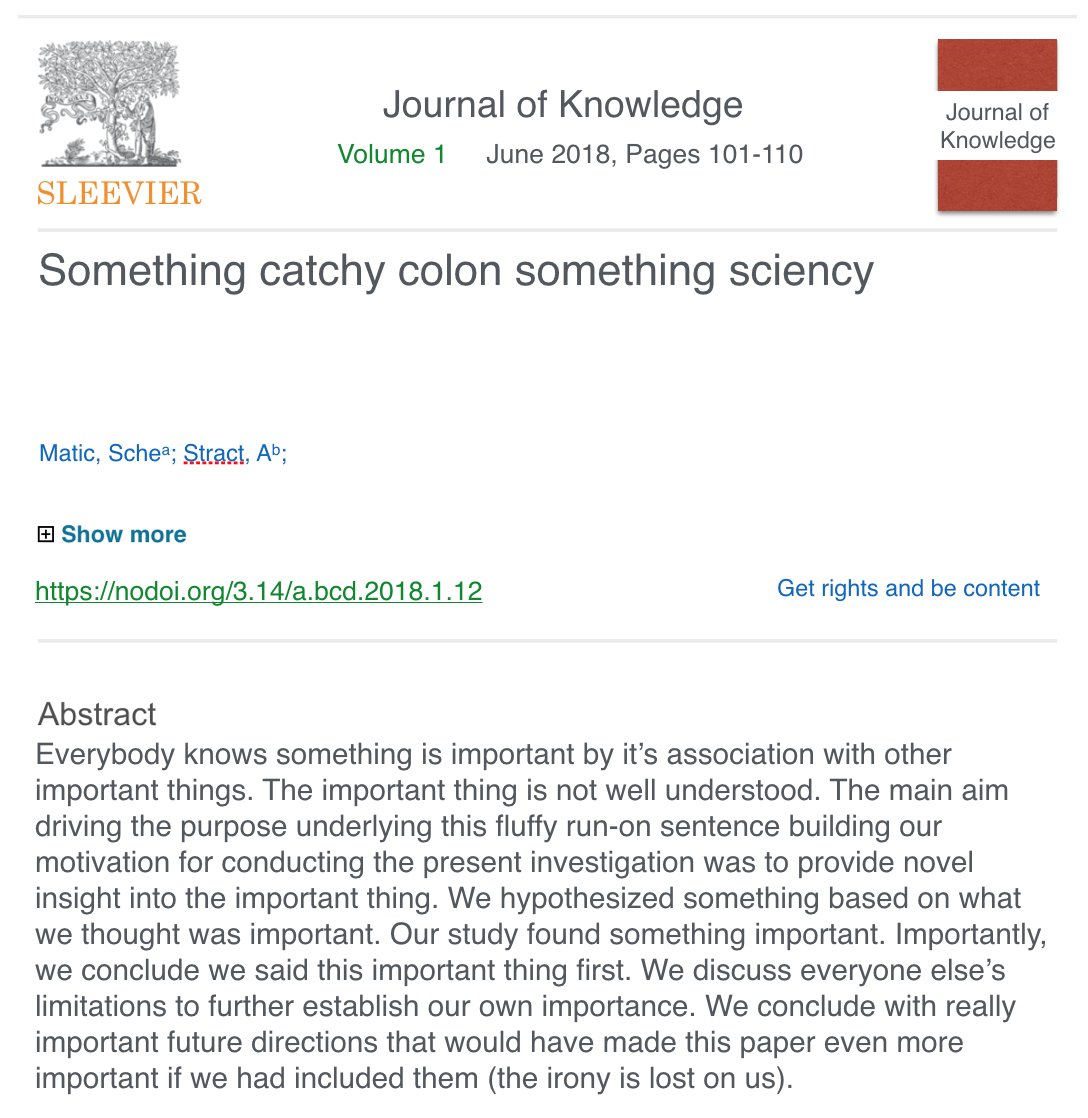 Journal of Knowledge
Volume 1 June 2018, Pages 101-110
Journal of
Knowledge
SLEEVIER
Something catchy colon something sciency
Matic, Scheᵃ; Stract, Aᵇ;
Show more
https://nodoi.org/3.14/a.bcd.2018.1.12
Get rights and be content
Abstract
Everybody knows something is important by it’s association with other
important things. The important thing is not well understood. The main aim
driving the purpose underlying this fluffy run-on sentence building our
motivation for conducting the present investigation was to provide novel
insight into the important thing. We hypothesized something based on what
we thought was important. Our study found something important. Importantly,
we conclude we said this important thing first. We discuss everyone else’s
limitations to further establish our own importance. We conclude with really
important future directions that would have made this paper even more
important if we had included them (the irony is lost on us).